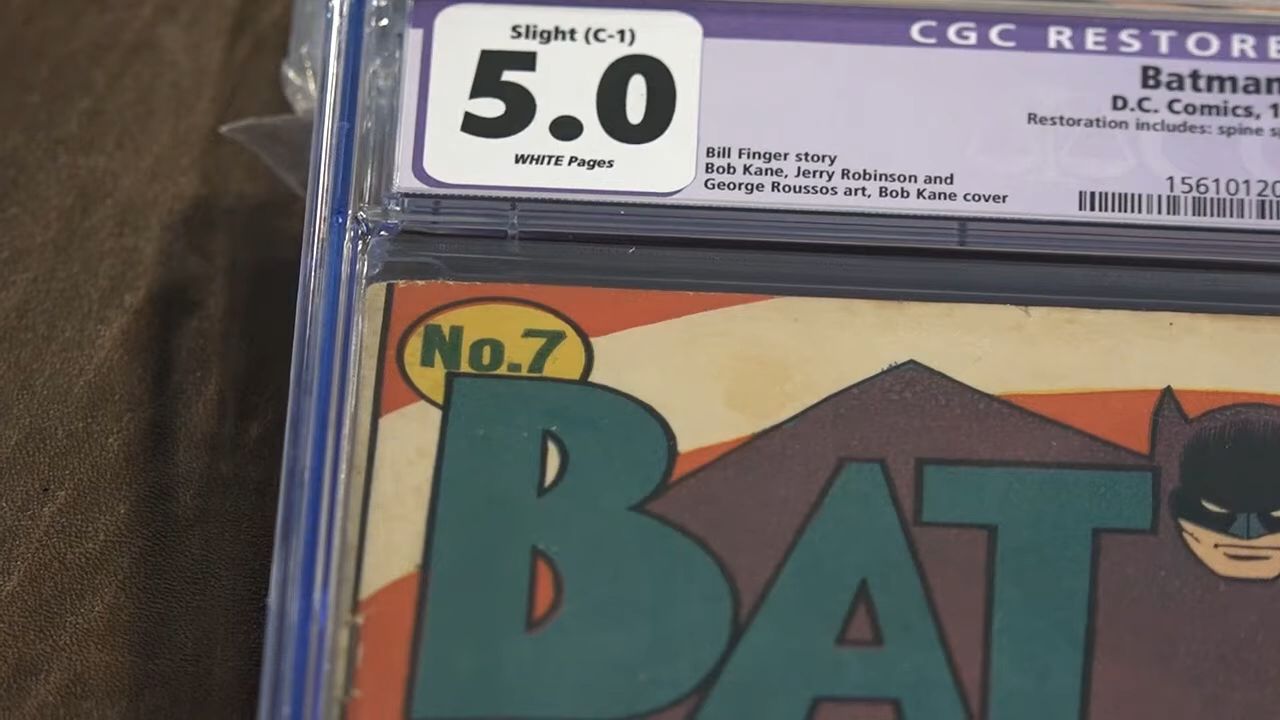 Slight (C-1)
5.0
WHITE Pages
CGC RESTORE
Batman
D.C. Comics, 1
Restoration includes: spine s
Bill Finger story
Bob Kane, Jerry Robinson and
George Roussos art, Bob Kane cover
15610120
No.7
BAT